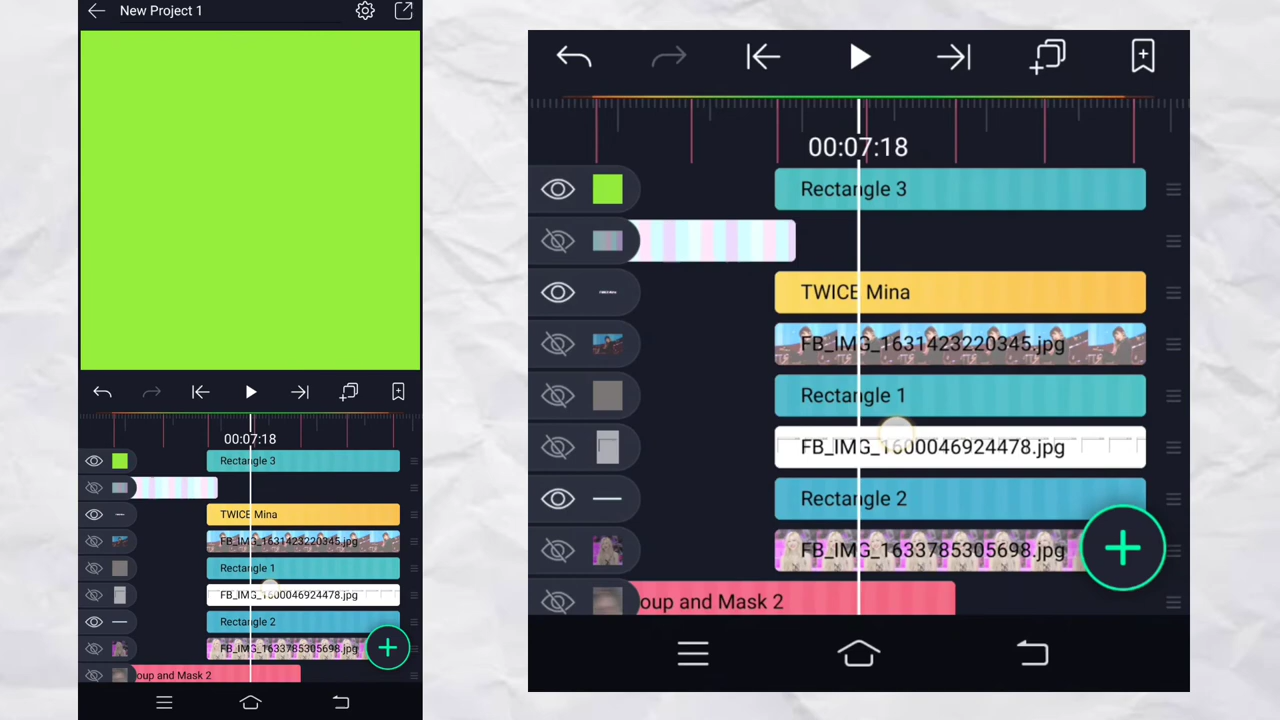 New Project 1
00:07:18
Rectangle 3
TWICE Mina
FB_IMG_1631423220345.jpg
Rectangle 1
FB_IMG_1600046924478.jpg
Rectangle 2
FB_IMG_1633785305698.jpg
oup and Mask 2
00:07:18
Rectangle 3
TWICE Mina
FB_IMG_1631423220345.jpg
Rectangle 1
FB_IMG_1600046924478.jpg
Rectangle 2
FB_IMG_1633785305698.jpg
oup and Mask 2